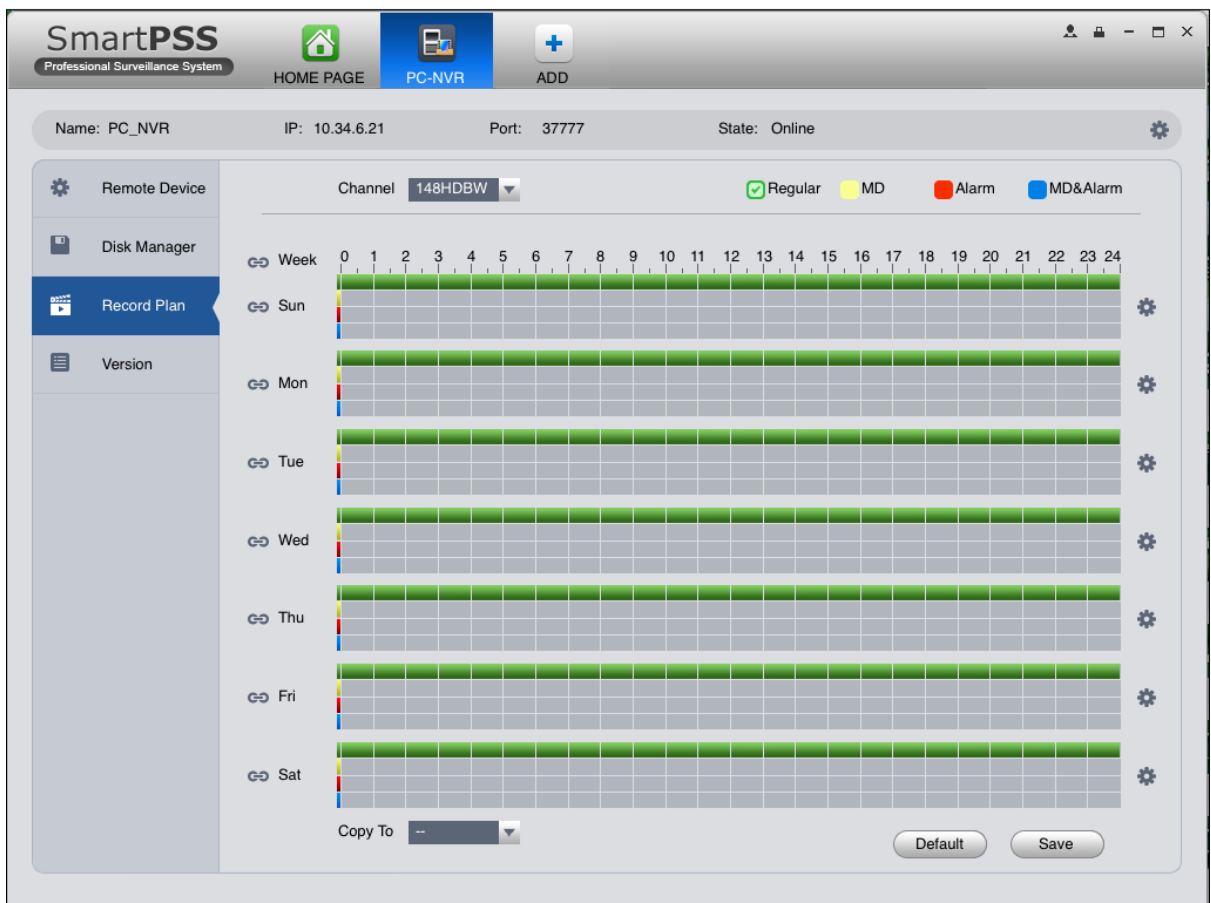 SmartPSS
Professional Surveillance System
HOME PAGE
PC-NVR
ADD
Name: PC_NVR IP: 10.34.6.21 Port: 37777 State: Online
Remote Device
Disk Manager
Record Plan
Version
Channel 148HDBW Regular MD Alarm MD&Alarm
Week 0 1 2 3 4 5 6 7 8 9 10 11 12 13 14 15 16 17 18 19 20 21 22 23 24
Sun
Mon
Tue
Wed
Thu
Fri
Sat
Copy To --
Default Save